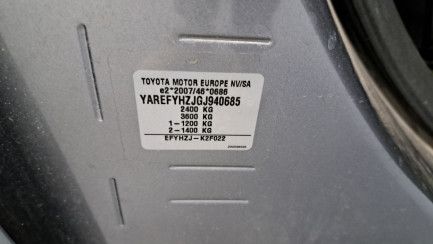 TOYOTA MOTOR EUROPE NV/SA
e2*2007/46*0686
YAREFYHZJGJ940685
2400 KG
3600 KG
1-1200 KG
2-1400 KG
EFYHZJ-K2F022